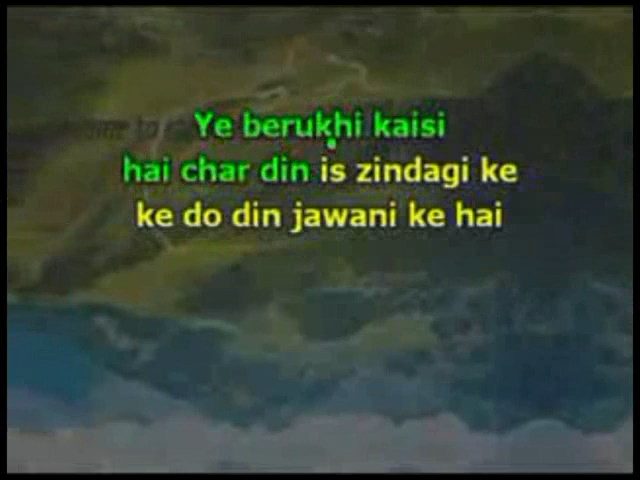 Ye berukhi kaisi
hai char din is zindagi ke
ke do din jawani ke hai